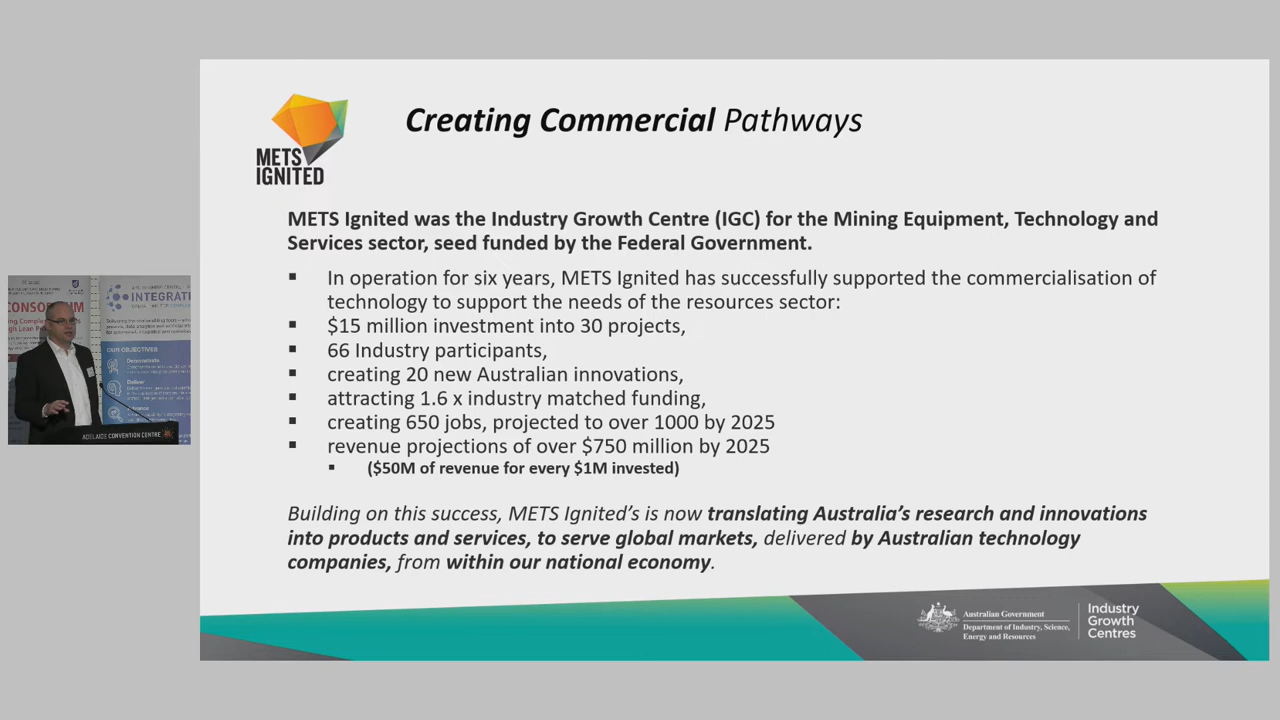 Creating Commercial Pathways
METS
IGNITED
METS Ignited was the Industry Growth Centre (IGC) for the Mining Equipment, Technology and
Services sector, seed funded by the Federal Government.
▪ In operation for six years, METS Ignited has successfully supported the commercialisation of
technology to support the needs of the resources sector:
▪ $15 million investment into 30 projects,
▪ 66 Industry participants,
▪ creating 20 new Australian innovations,
▪ attracting 1.6 x industry matched funding,
▪ creating 650 jobs, projected to over 1000 by 2025
▪ revenue projections of over $750 million by 2025
▪ ($50M of revenue for every $1M invested)
Building on this success, METS Ignited’s is now translating Australia’s research and innovations
into products and services, to serve global markets, delivered by Australian technology
companies, from within our national economy.
Australian Government
Department of Industry, Science,
Energy and Resources
Industry
Growth
Centres
CONSORTIUM
INTEGRAT
OUR OBJECTIVES
Demonstrate
Deliver
Advance
ADELAIDE CONVENTION CENTRE